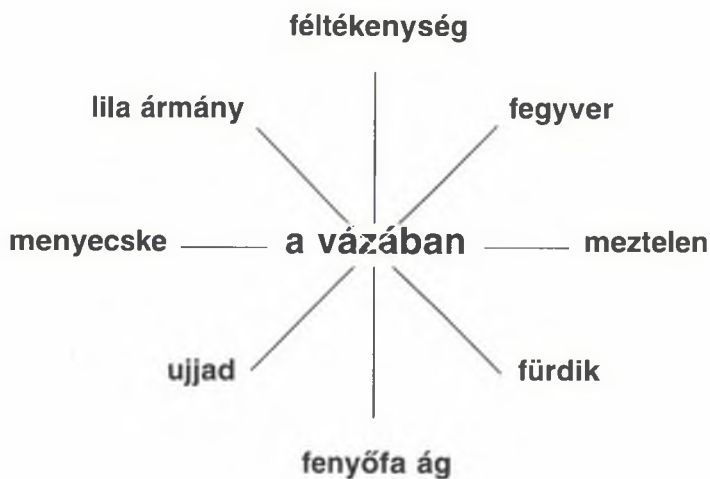 féltékenység
lila ármány
fegyver
menyecske
a vázában
meztelen
ujjad
fürdik
fenyőfa ág